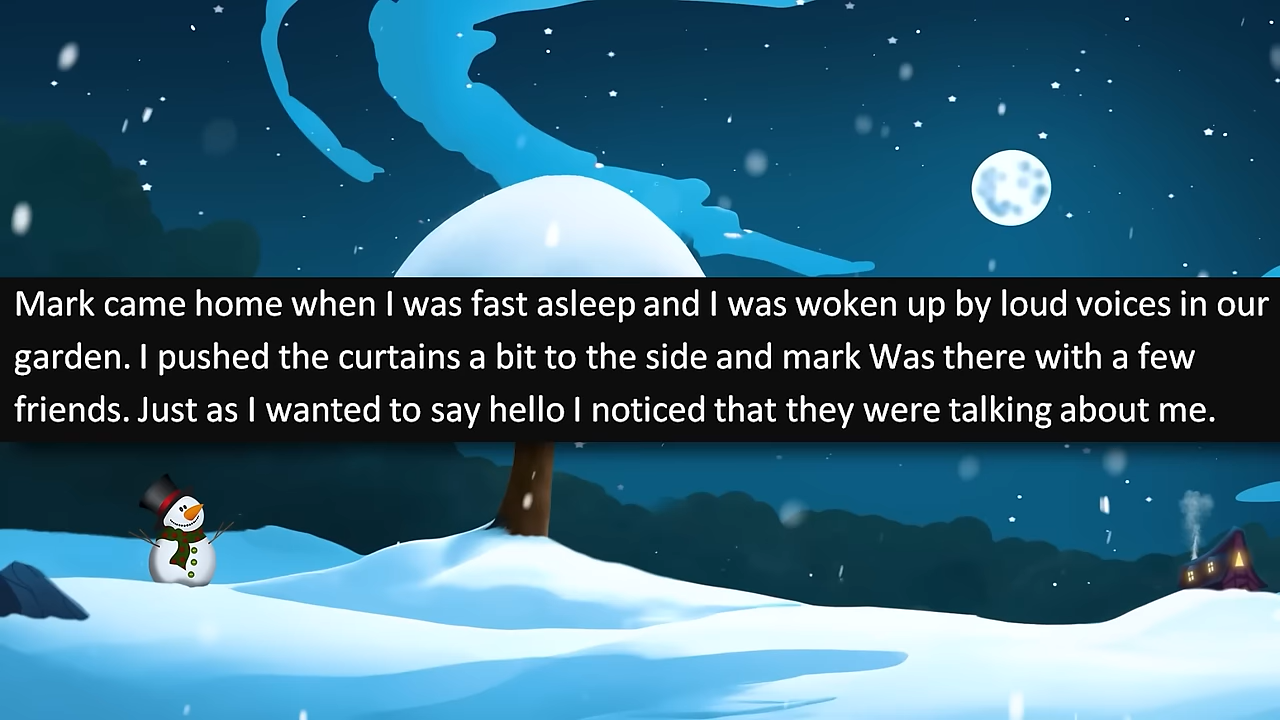 Mark came home when I was fast asleep and I was woken up by loud voices in our
garden. I pushed the curtains a bit to the side and mark Was there with a few
friends. Just as I wanted to say hello I noticed that they were talking about me.